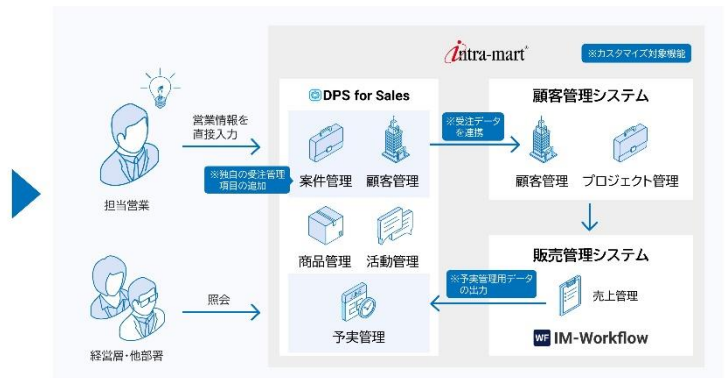 intra-mart
※カスタマイズ対象機能
営業情報を
直接入力
担当営業
DPS for Sales
※独自の受注管理
項目の追加
案件管理
顧客管理
商品管理
活動管理
予実管理
※受注データ
を連携
顧客管理システム
顧客管理
プロジェクト管理
販売管理システム
売上管理
WF IM-Workflow
※予実管理用データ
の出力
照会
経営層・他部署